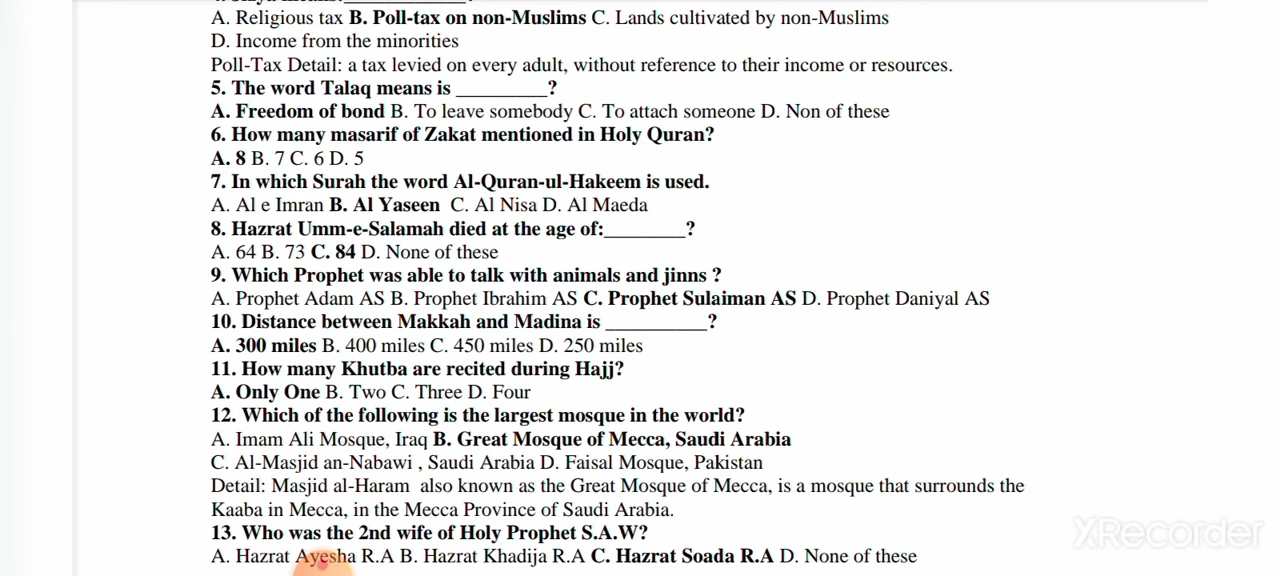 A. Religious tax B. Poll-tax on non-Muslims C. Lands cultivated by non-Muslims
D. Income from the minorities
Poll-Tax Detail: a tax levied on every adult, without reference to their income or resources.
5. The word Talaq means is _________?
A. Freedom of bond B. To leave somebody C. To attach someone D. Non of these
6. How many masarif of Zakat mentioned in Holy Quran?
A. 8 B. 7 C. 6 D. 5
7. In which Surah the word Al-Quran-ul-Hakeem is used.
A. Al e Imran B. Al Yaseen C. Al Nisa D. Al Maeda
8. Hazrat Umm-e-Salamah died at the age of:________?
A. 64 B. 73 C. 84 D. None of these
9. Which Prophet was able to talk with animals and jinns ?
A. Prophet Adam AS B. Prophet Ibrahim AS C. Prophet Sulaiman AS D. Prophet Daniyal AS
10. Distance between Makkah and Madina is __________?
A. 300 miles B. 400 miles C. 450 miles D. 250 miles
11. How many Khutba are recited during Hajj?
A. Only One B. Two C. Three D. Four
12. Which of the following is the largest mosque in the world?
A. Imam Ali Mosque, Iraq B. Great Mosque of Mecca, Saudi Arabia
C. Al-Masjid an-Nabawi , Saudi Arabia D. Faisal Mosque, Pakistan
Detail: Masjid al-Haram also known as the Great Mosque of Mecca, is a mosque that surrounds the
Kaaba in Mecca, in the Mecca Province of Saudi Arabia.
13. Who was the 2nd wife of Holy Prophet S.A.W?
A. Hazrat Ayesha R.A B. Hazrat Khadija R.A C. Hazrat Soada R.A D. None of these
XRecorder